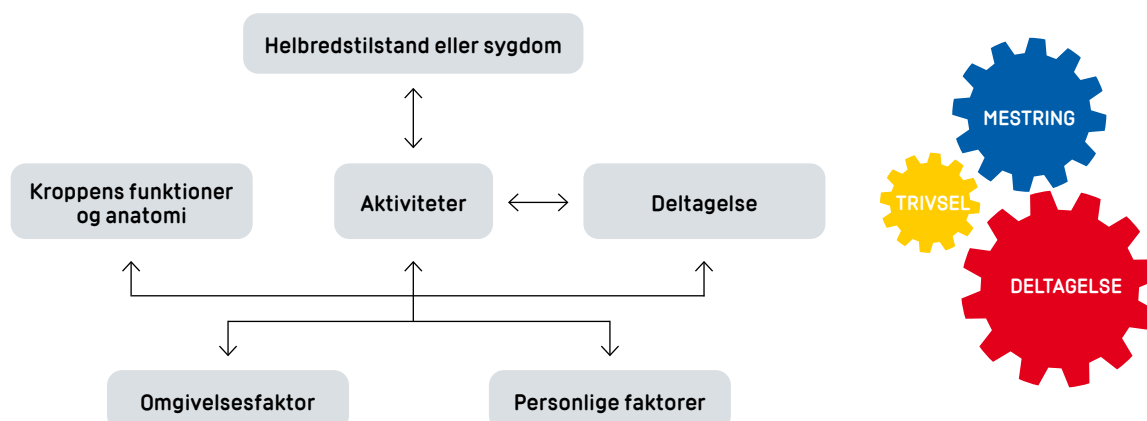 Helbredstilstand eller sygdom
MESTRING
Kroppens funktioner
og anatomi
Aktiviteter
Deltagelse
TRIVSEL
DELTAGELSE
Omgivelsesfaktor
Personlige faktorer